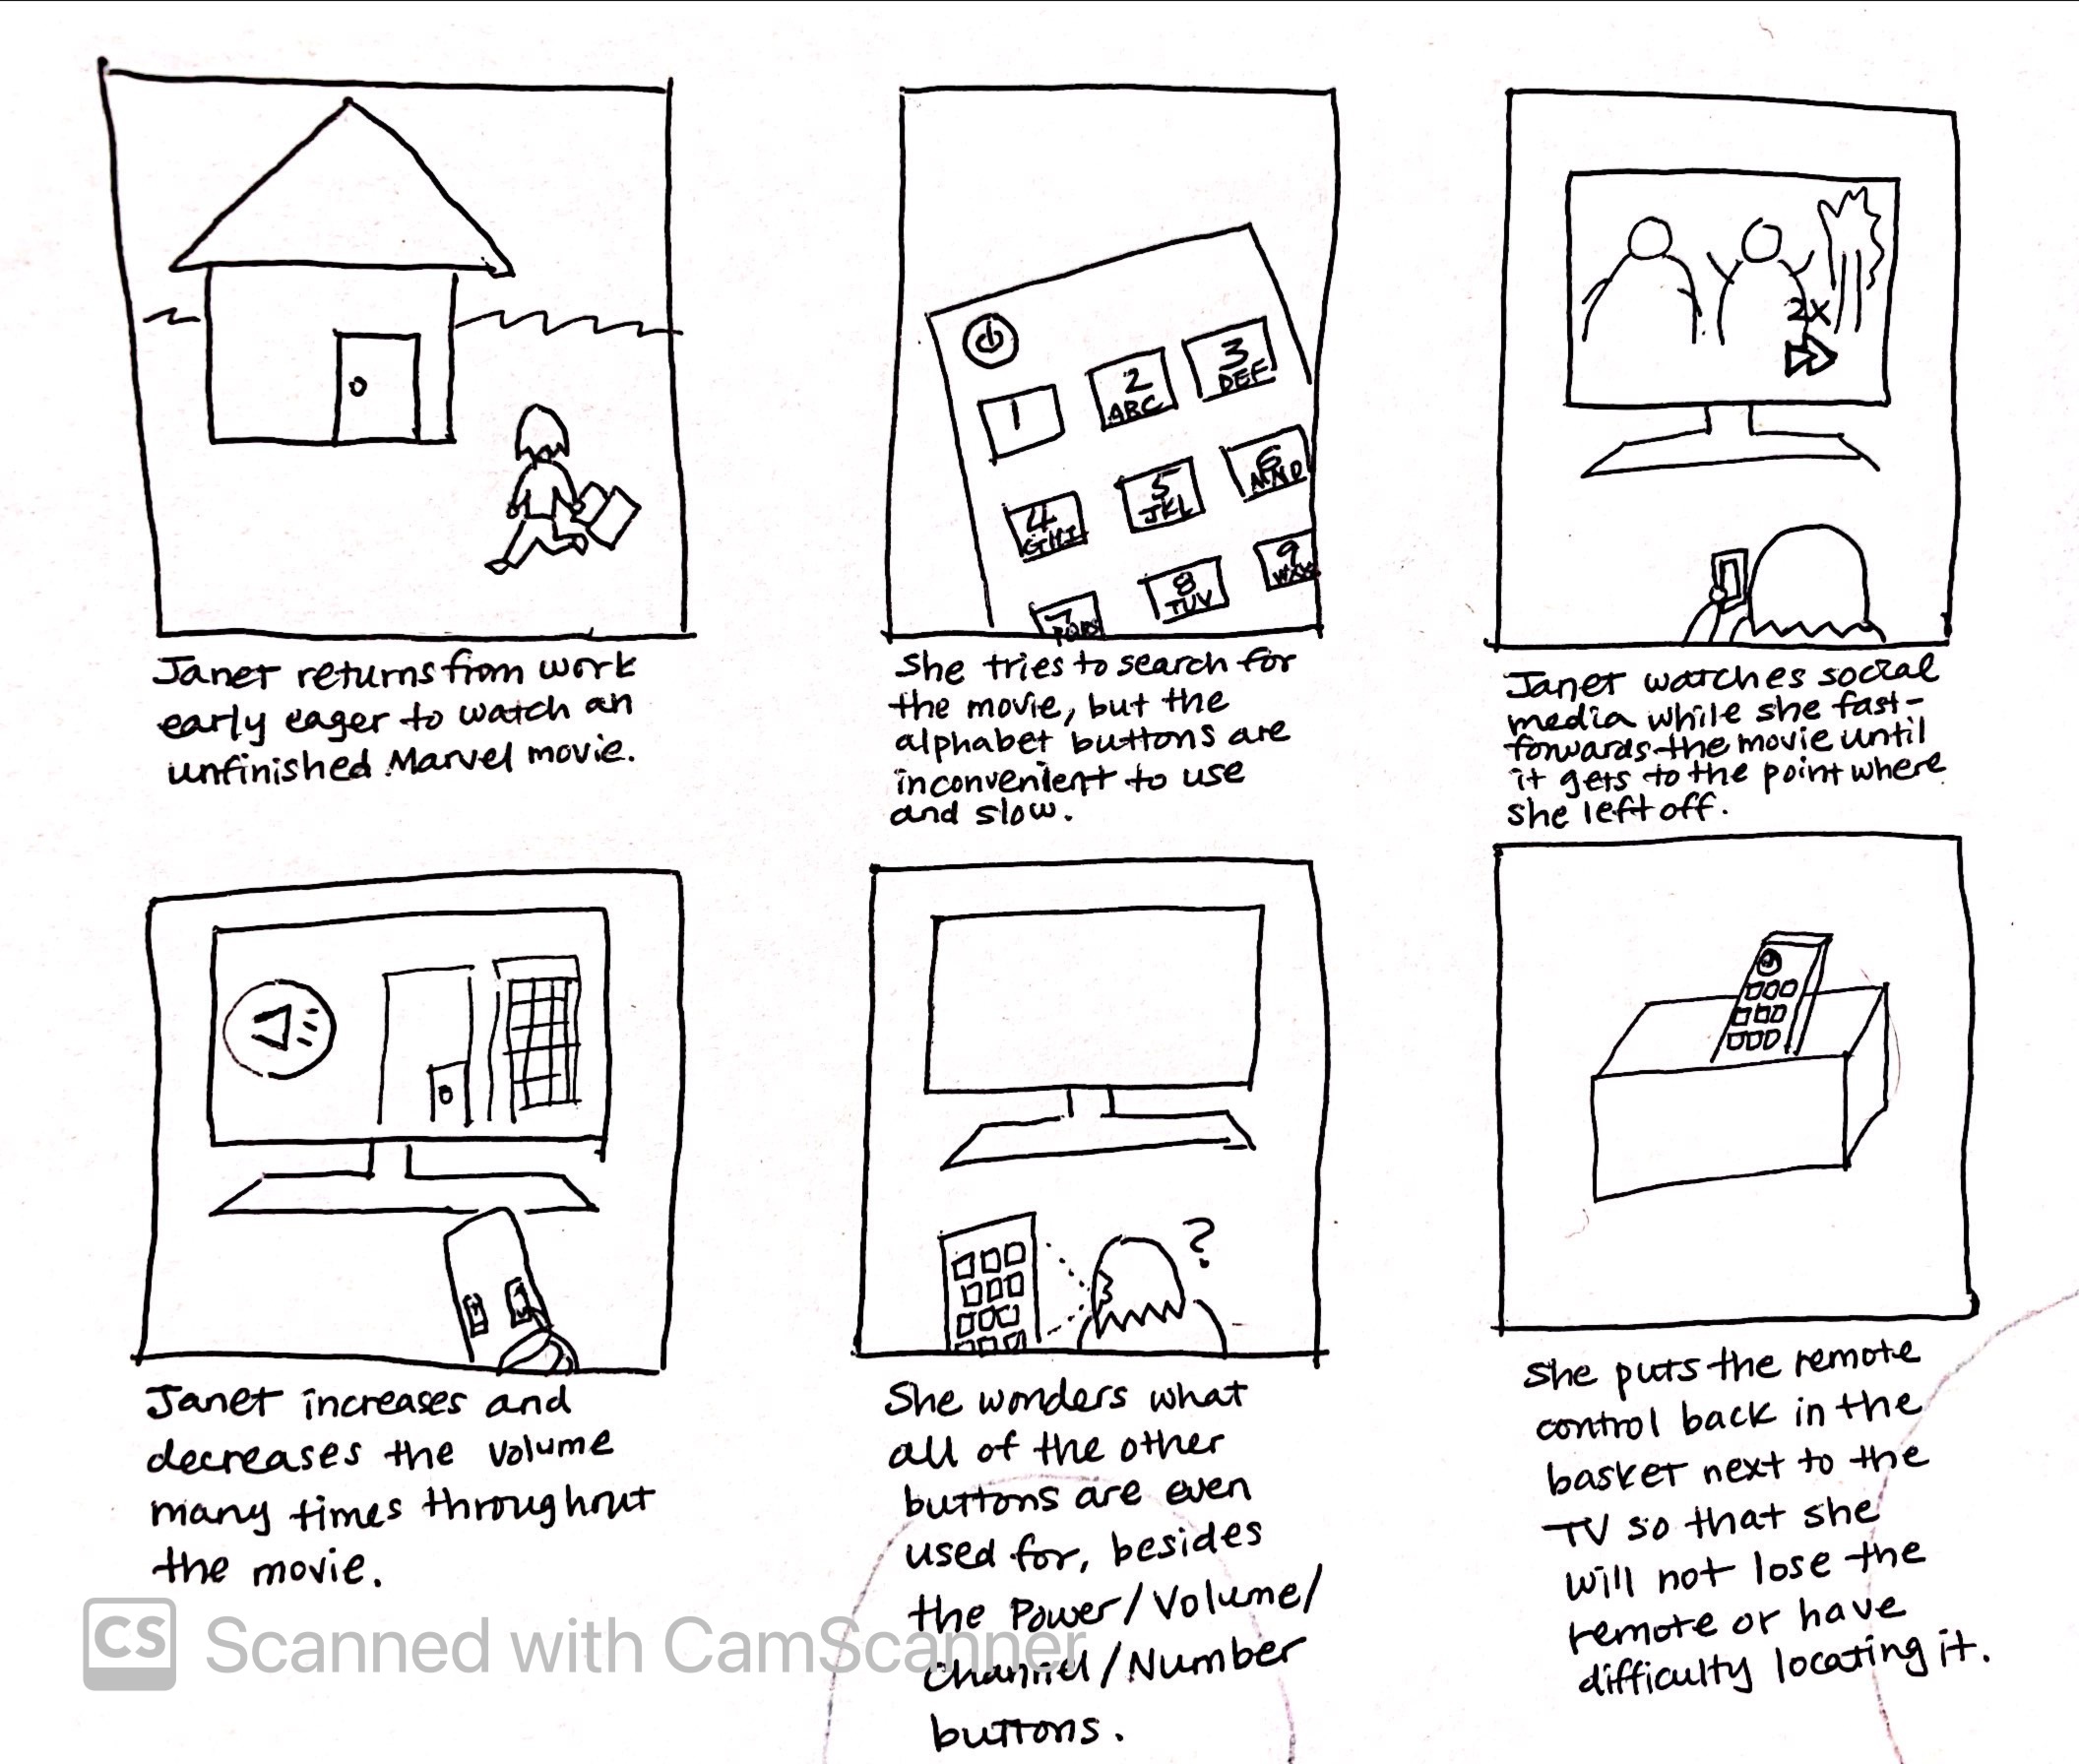 1
2
ABC
3
DEF
4
GHI
5
JKL
6
MNO
7
PQRS
8
TUV
9
2x
Janet returns from work
early eager to watch an
unfinished Marvel movie.
She tries to search for
the movie, but the
alphabet buttons are
inconvenient to use
and slow.
Janet watches social
media while she fast-
forwards the movie until
it gets to the point where
she left off.
?
Janet increases and
decreases the volume
many times throughout
the movie.
She wonders what
all of the other
buttons are even
used for, besides
the Power/Volume/
Channel/Number
buttons.
She puts the remote
control back in the
basket next to the
TV so that she
will not lose the
remote or have
difficulty locating it.
CS Scanned with CamScanner